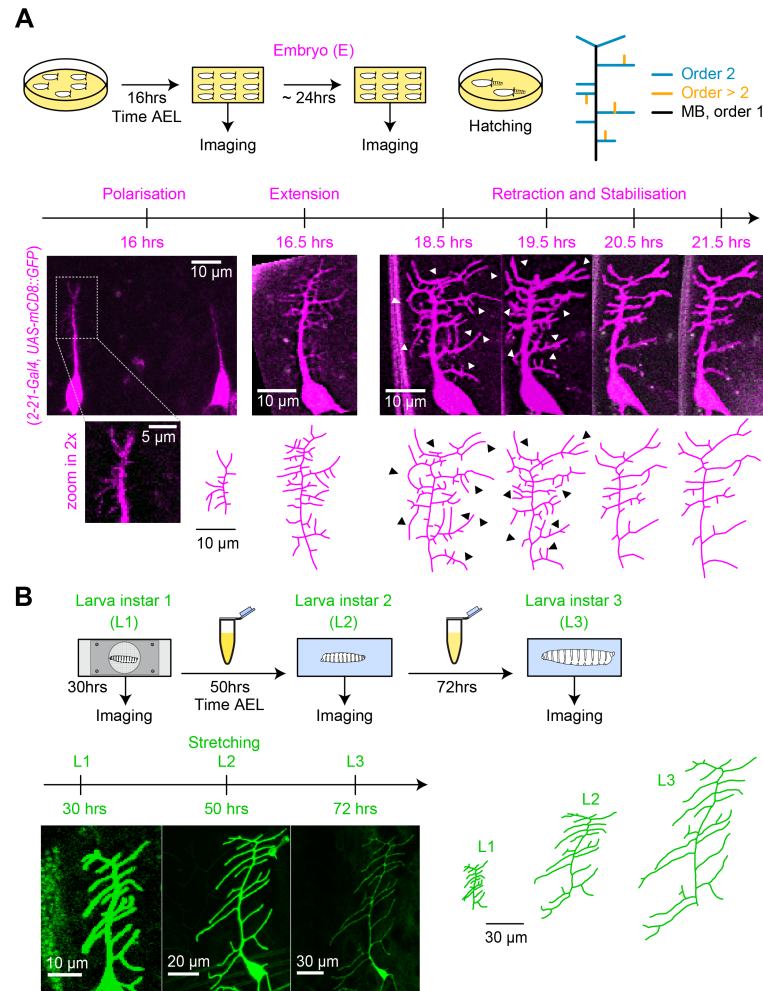 A
Embryo (E)
16hrs
Time AEL
~ 24hrs
Imaging
Imaging
Hatching
Order 2
Order > 2
MB, order 1
Polarisation
Extension
Retraction and Stabilisation
16 hrs
16.5 hrs
18.5 hrs
19.5 hrs
20.5 hrs
21.5 hrs
(2-21-Gal4, UAS-mCD8::GFP)
10 µm
10 µm
10 µm
zoom in 2x
5 µm
10 µm
B
Larva instar 1
(L1)
Larva instar 2
(L2)
Larva instar 3
(L3)
30hrs
50hrs
Time AEL
72hrs
Imaging
Imaging
Imaging
Stretching
L1
L2
L3
30 hrs
50 hrs
72 hrs
10 µm
20 µm
30 µm
L1
L2
L3
30 µm